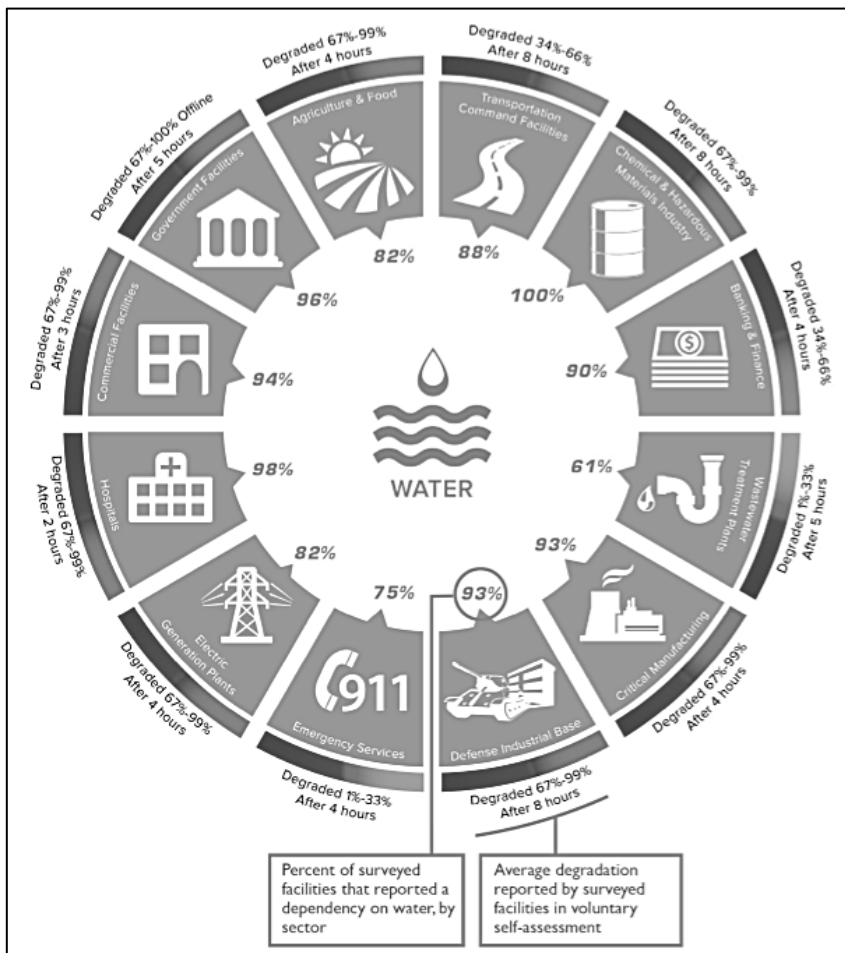 Degraded 67%-99%
After 4 hours
Agriculture & Food
82%
Degraded 34%-66%
After 8 hours
Transportation
Command Facilities
88%
Degraded 67%-99%
After 8 hours
Chemical & Hazardous
Materials Industry
100%
Degraded 34%-66%
After 4 hours
Banking & Finance
$
90%
Degraded 1%-33%
After 5 hours
Wastewater
Treatment Plants
61%
Degraded 67%-99%
After 4 hours
Critical Manufacturing
93%
Degraded 67%-99%
After 8 hours
Defense Industrial Base
93%
Degraded 1%-33%
After 4 hours
Emergency Services
911
75%
Degraded 67%-99%
After 4 hours
Electric
Generation Plants
82%
Degraded 67%-99%
After 2 hours
Hospitals
98%
Degraded 67%-99%
After 3 hours
Commercial Facilities
94%
Degraded 67%-100% Offline
After 5 hours
Government Facilities
96%
WATER
Percent of surveyed
facilities that reported a
dependency on water, by
sector
Average degradation
reported by surveyed
facilities in voluntary
self-assessment